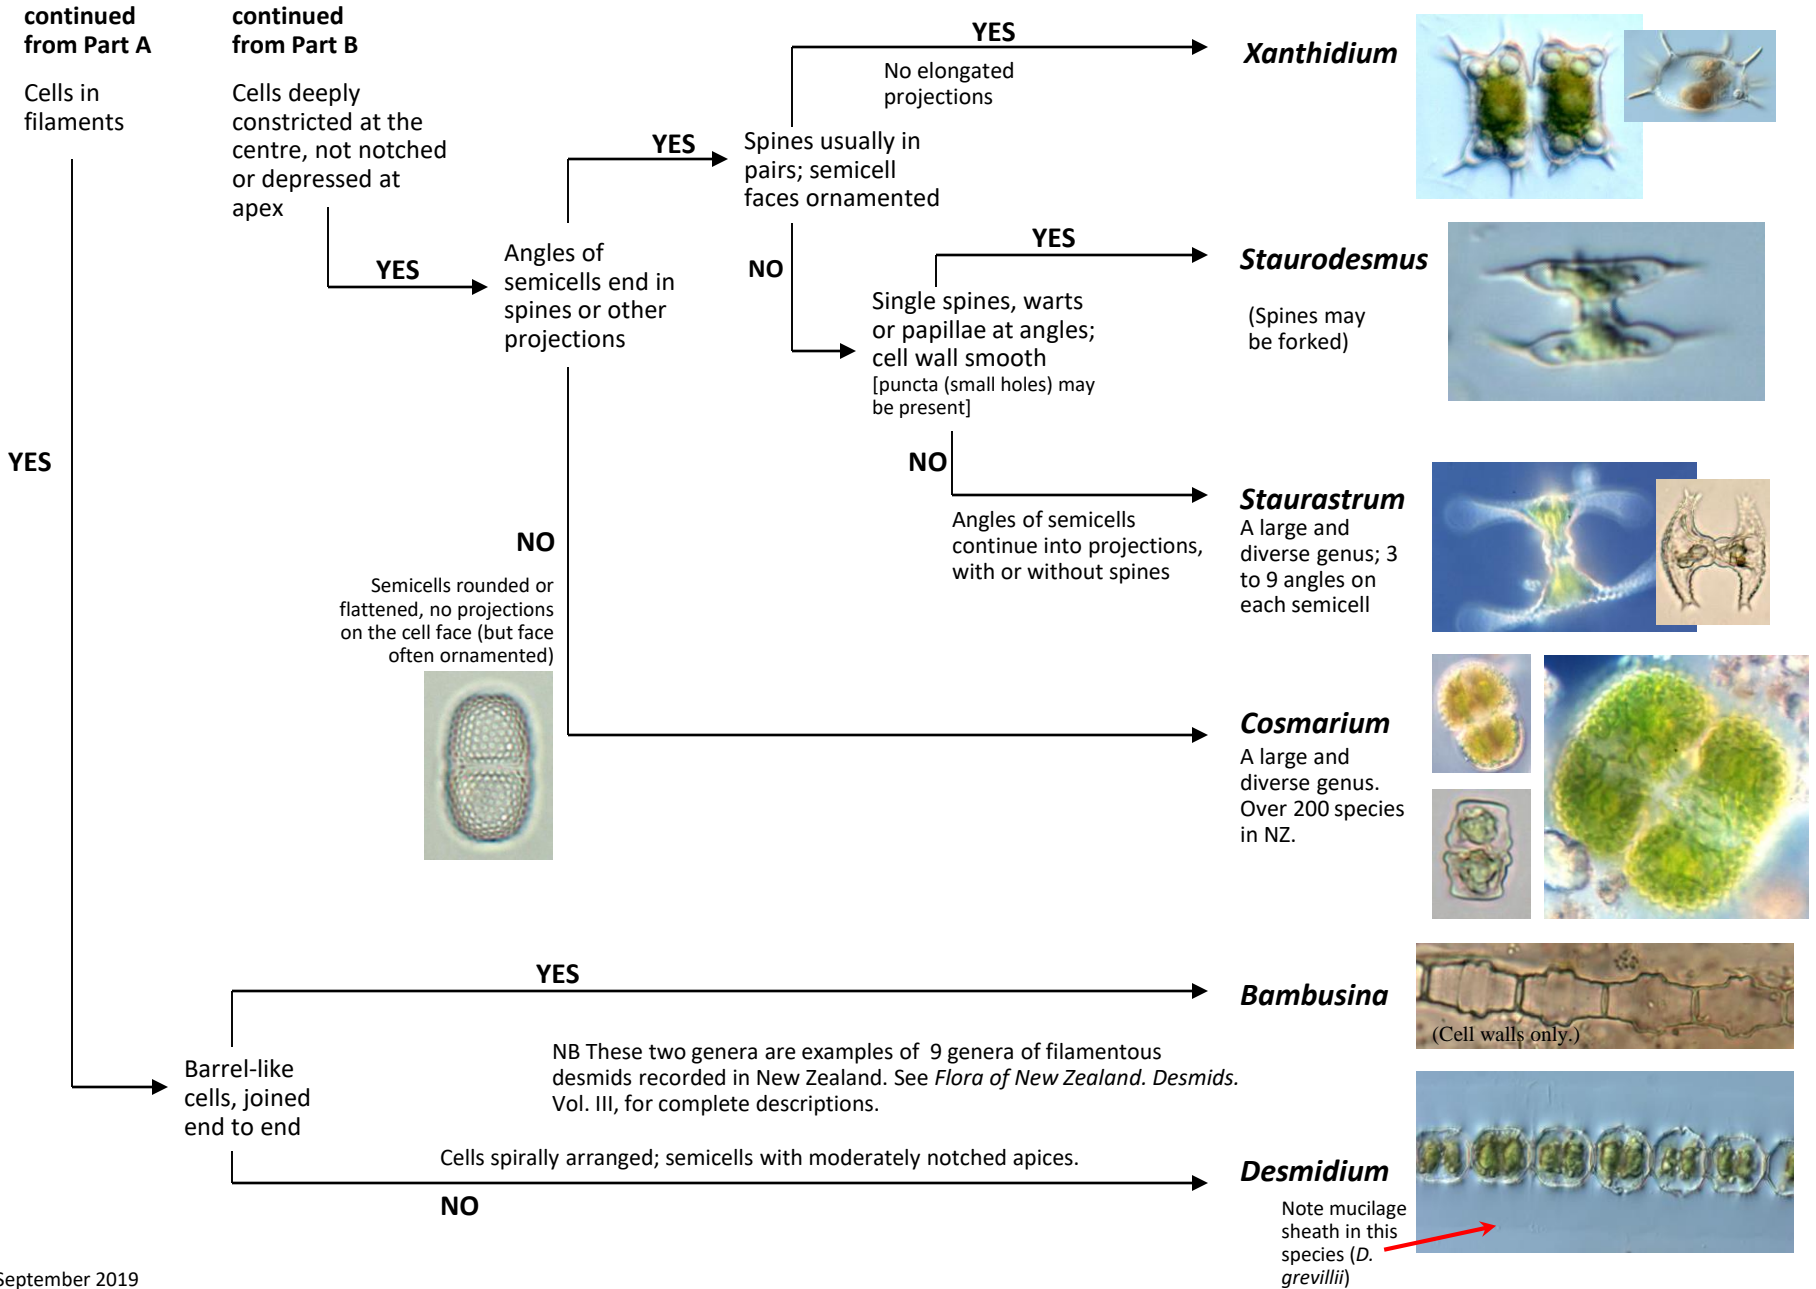 continued
from Part A
Cells in
filaments
YES
continued
from Part B
Cells deeply
constricted at the
centre, not notched
or depressed at
apex
YES
Angles of
semicells end in
spines or other
projections
YES
Spines usually in
pairs; semicell
faces ornamented
YES
No elongated
projections
Xanthidium
NO
Single spines, warts
or papillae at angles;
cell wall smooth
[puncta (small holes) may
be present]
YES
Staurodesmus
(Spines may
be forked)
NO
Angles of semicells
continue into projections,
with or without spines
Staurastrum
A large and
diverse genus; 3
to 9 angles on
each semicell
NO
Semicells rounded or
flattened, no projections
on the cell face (but face
often ornamented)
Cosmarium
A large and
diverse genus.
Over 200 species
in NZ.
Barrel-like
cells, joined
end to end
YES
Bambusina
(Cell walls only.)
NB These two genera are examples of 9 genera of filamentous
desmids recorded in New Zealand. See Flora of New Zealand. Desmids.
Vol. III, for complete descriptions.
Cells spirally arranged; semicells with moderately notched apices.
NO
Desmidium
Note mucilage
sheath in this
species (D.
grevillii)
September 2019